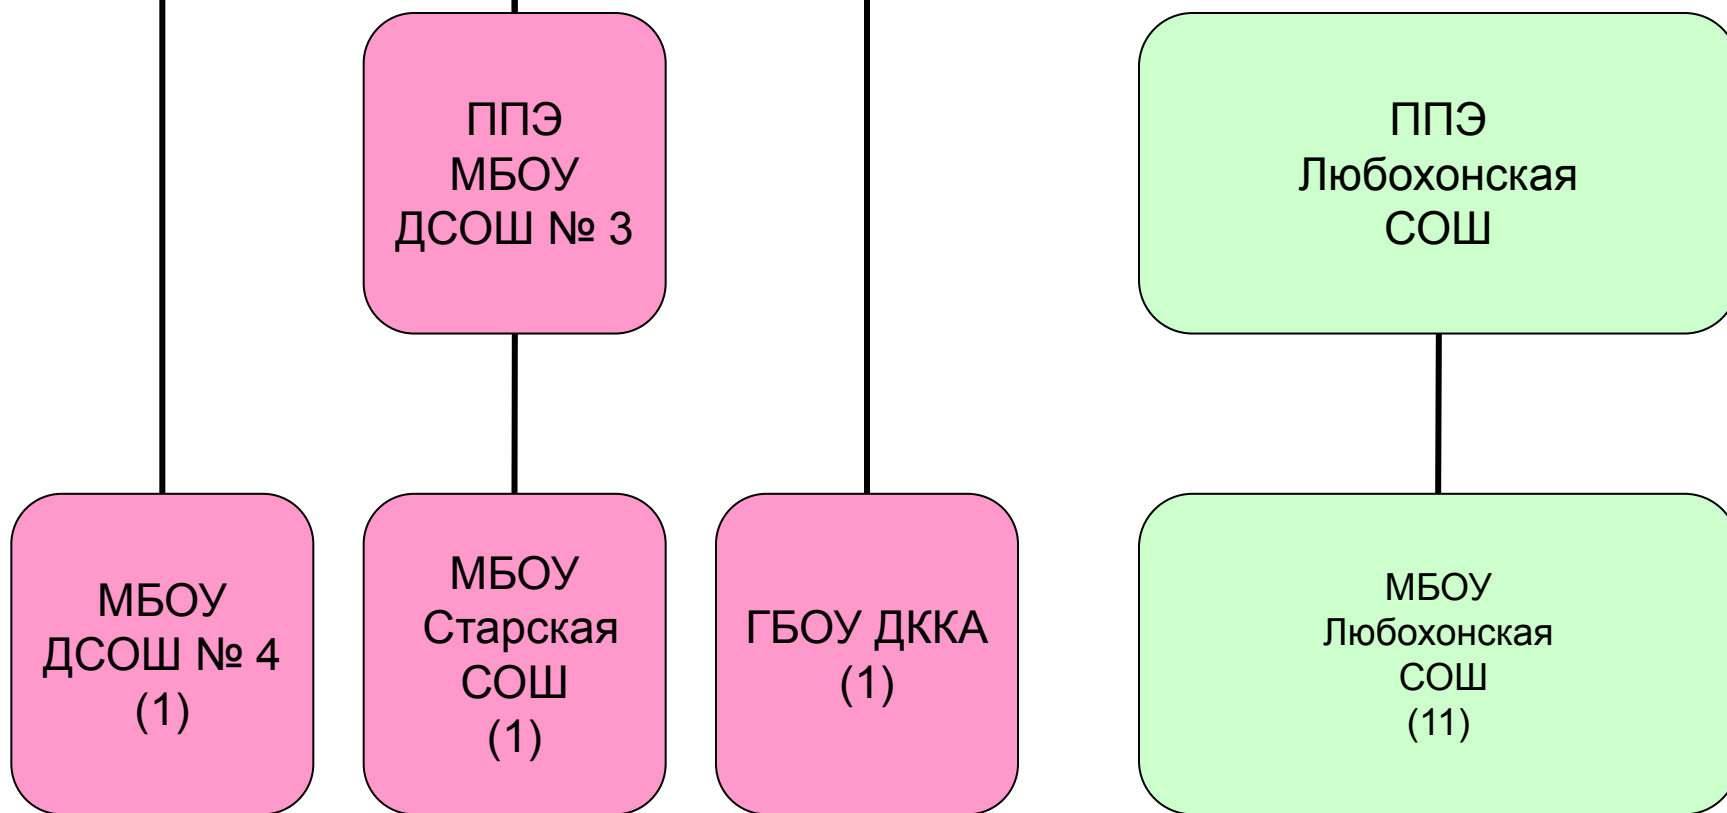 ППЭ
МБОУ
ДСОШ № 3
ППЭ
Любохонская
СОШ
МБОУ
ДСОШ № 4
(1)
МБОУ
Старская
СОШ
(1)
ГБОУ ДККА
(1)
МБОУ
Любохонская
СОШ
(11)